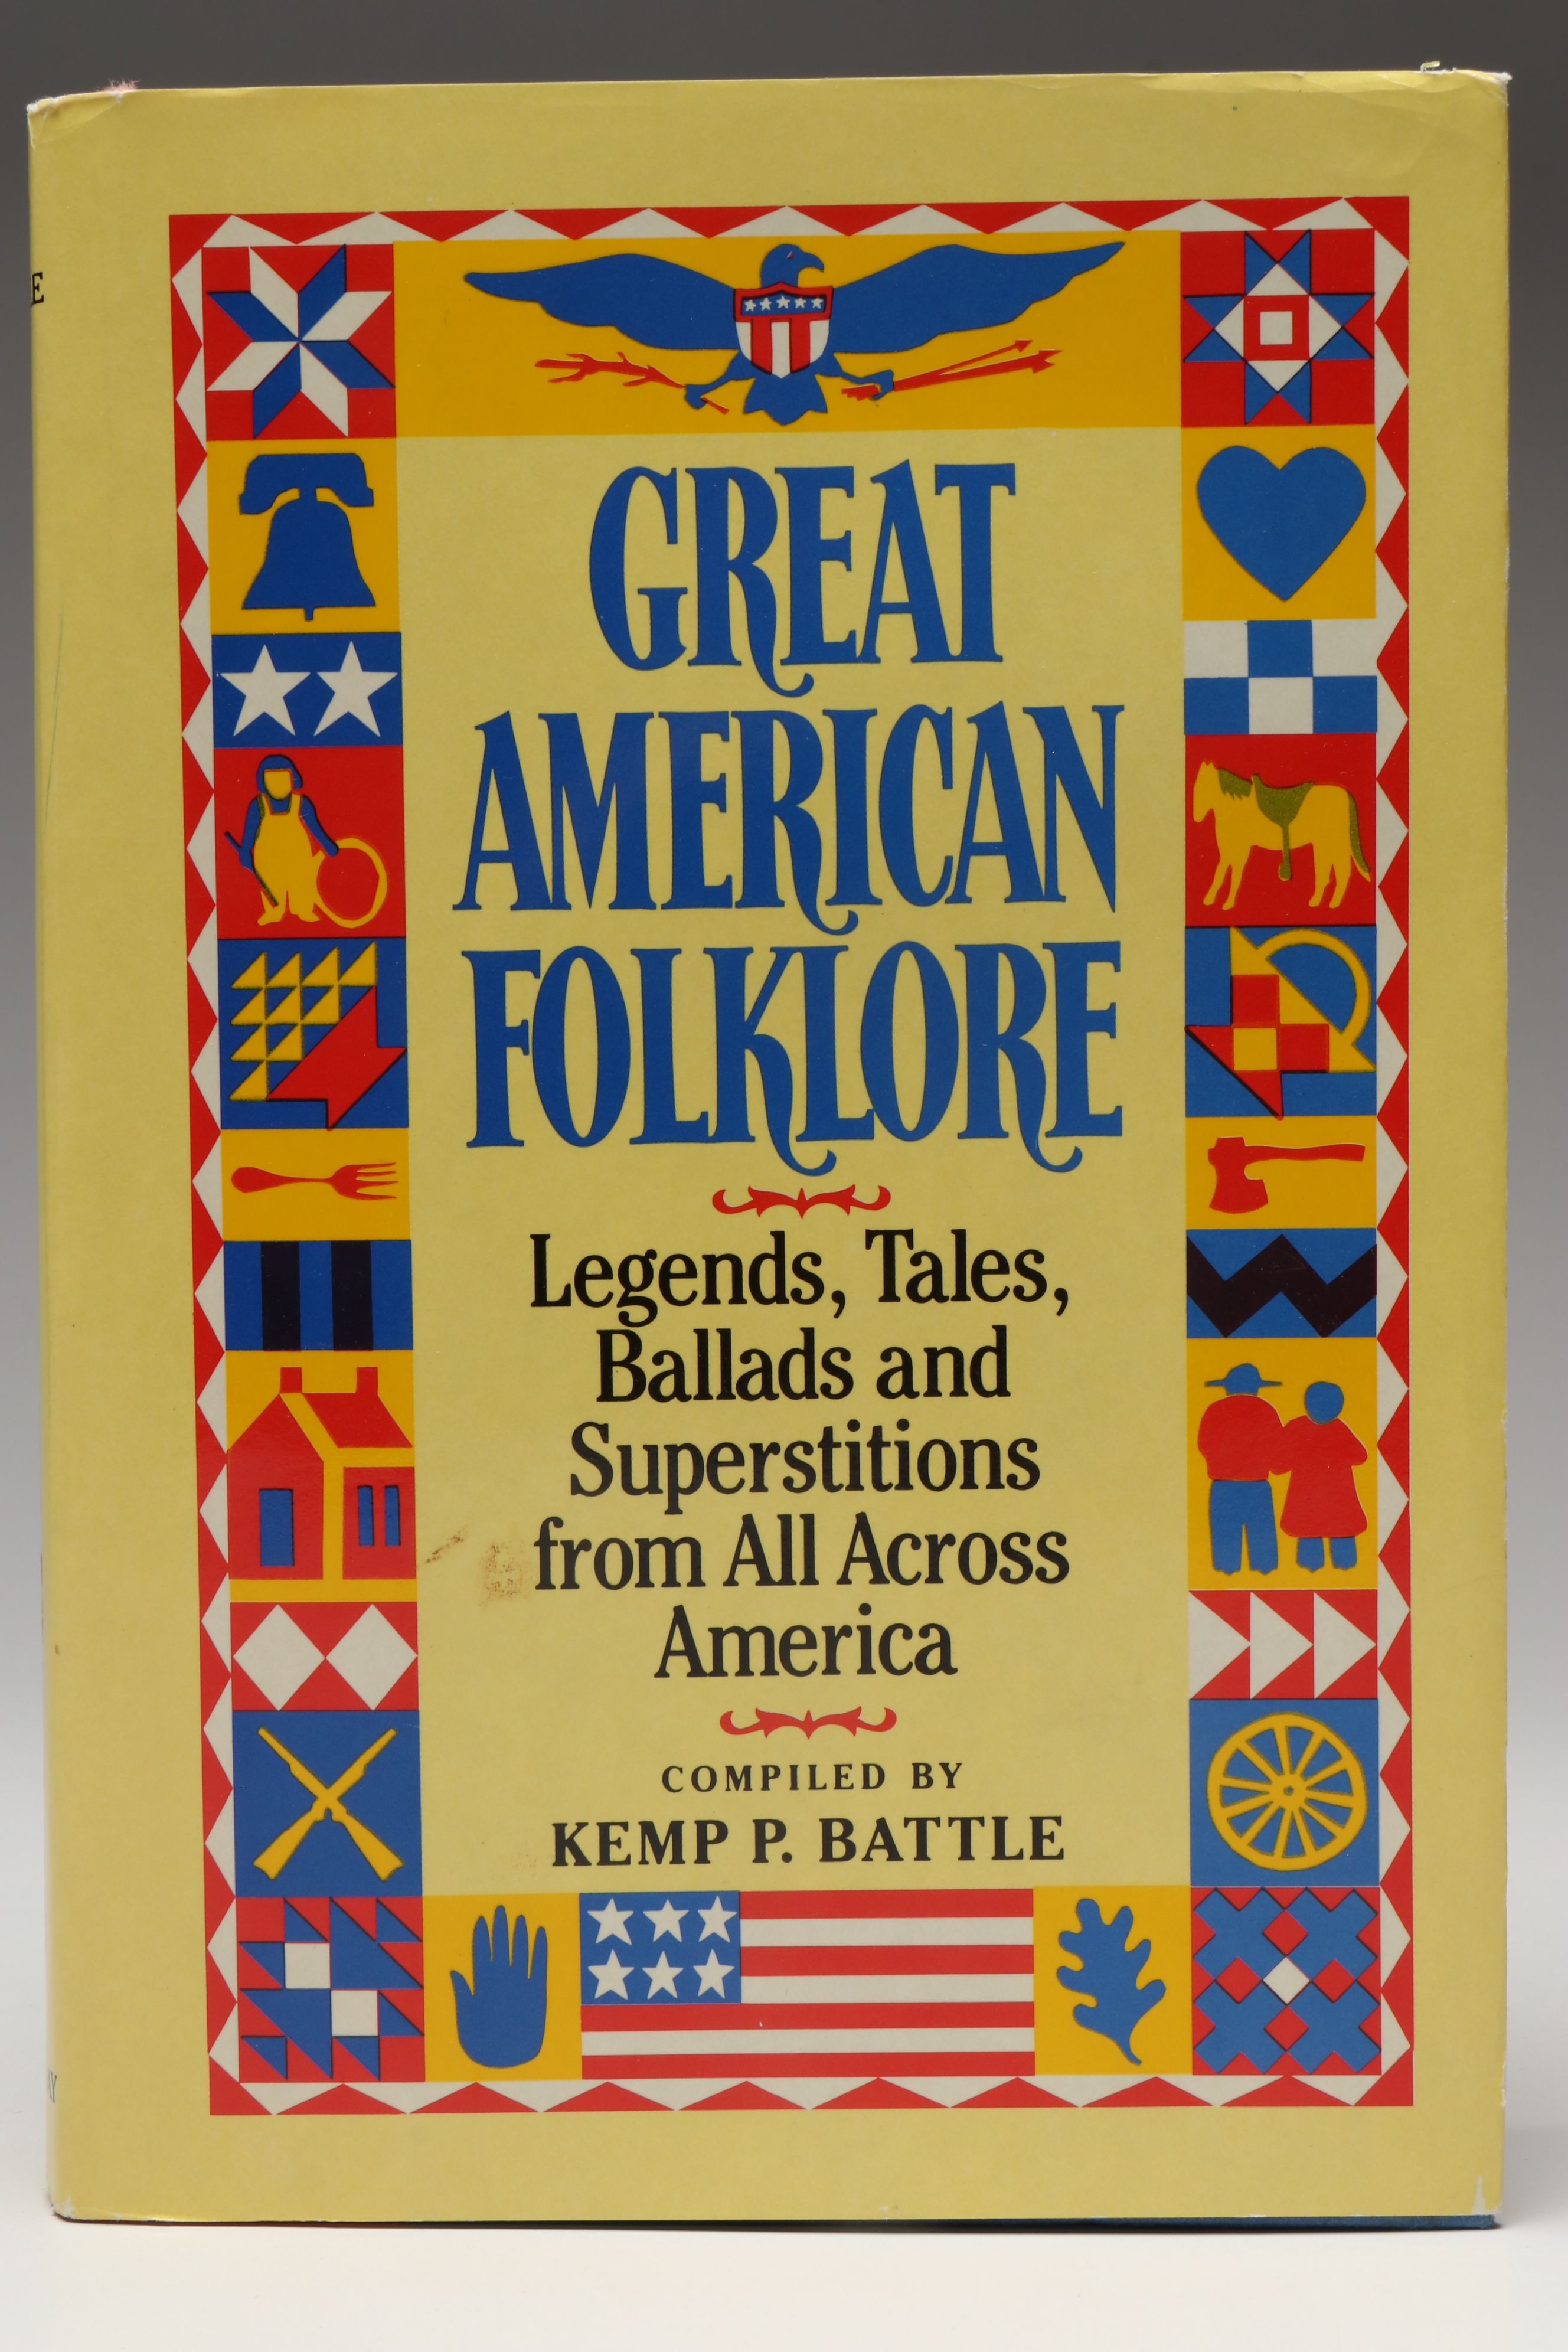 GREAT
AMERICAN
FOLKLORE
Legends, Tales,
Ballads and
Superstitions
from All Across
America
COMPILED BY
KEMP P. BATTLE